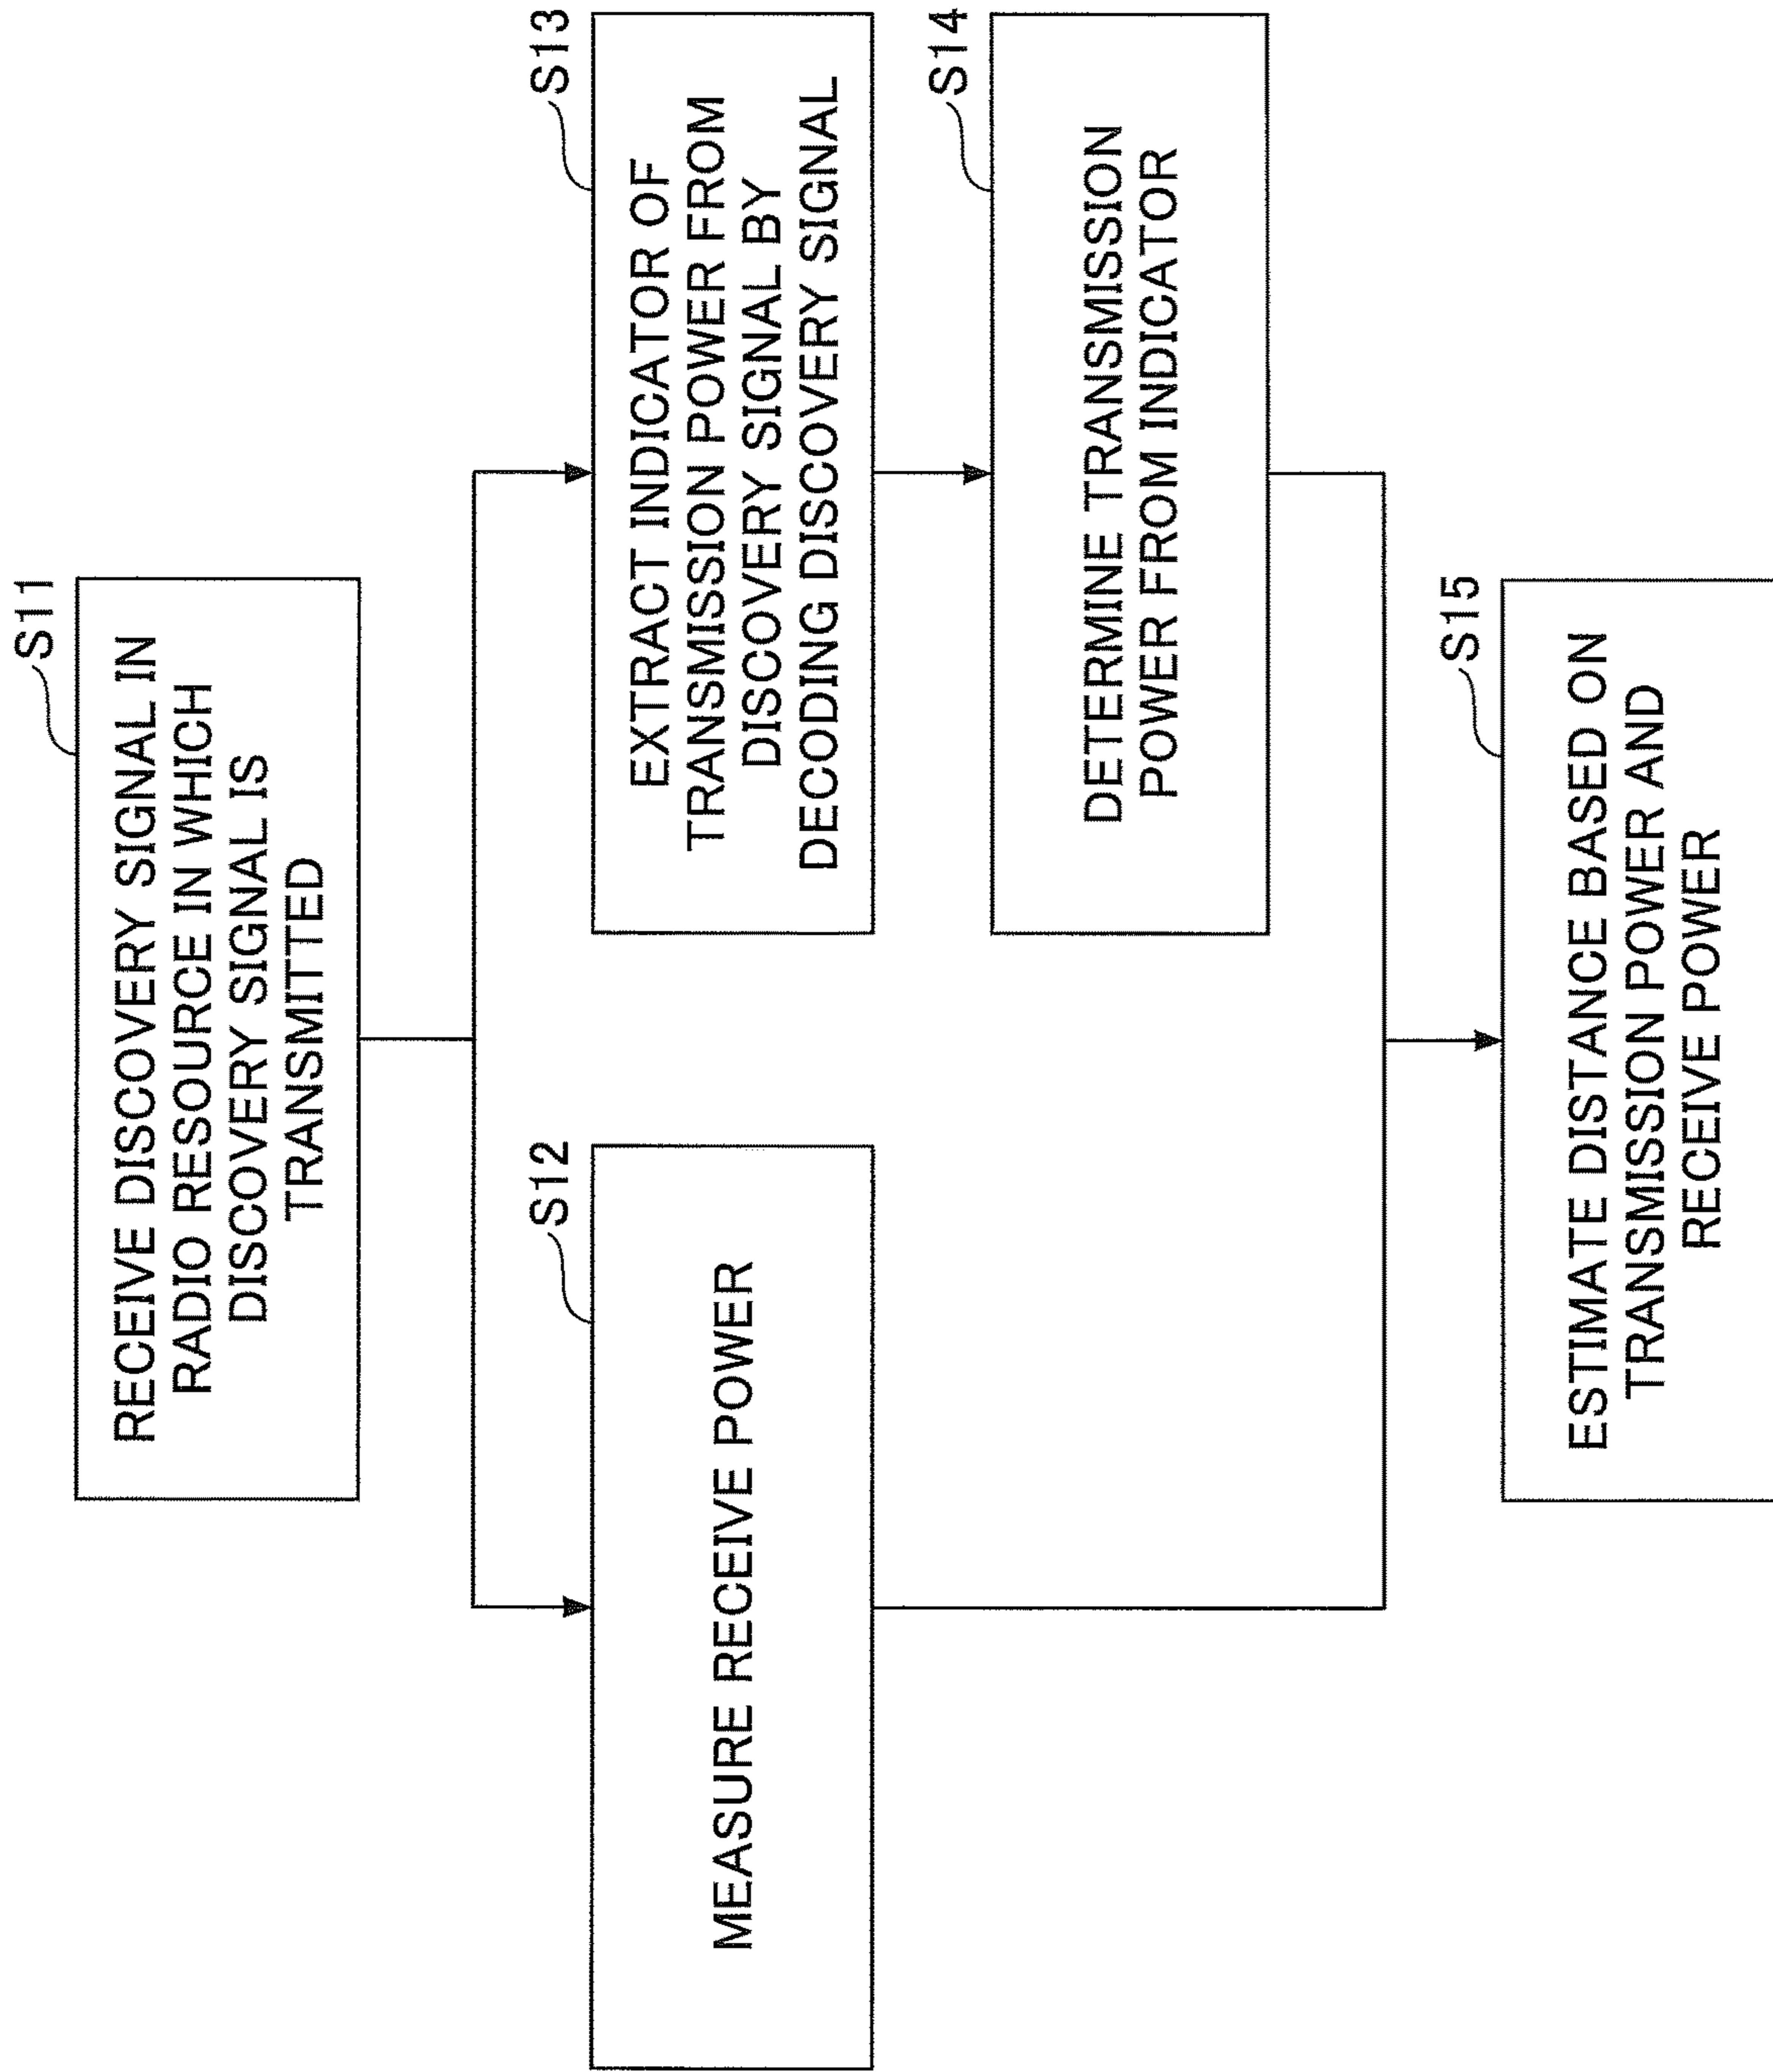 S11
RECEIVE DISCOVERY SIGNAL IN
RADIO RESOURCE IN WHICH
DISCOVERY SIGNAL IS
TRANSMITTED
S12
MEASURE RECEIVE POWER
S13
EXTRACT INDICATOR OF
TRANSMISSION POWER FROM
DISCOVERY SIGNAL BY
DECODING DISCOVERY SIGNAL
S14
DETERMINE TRANSMISSION
POWER FROM INDICATOR
S15
ESTIMATE DISTANCE BASED ON
TRANSMISSION POWER AND
RECEIVE POWER